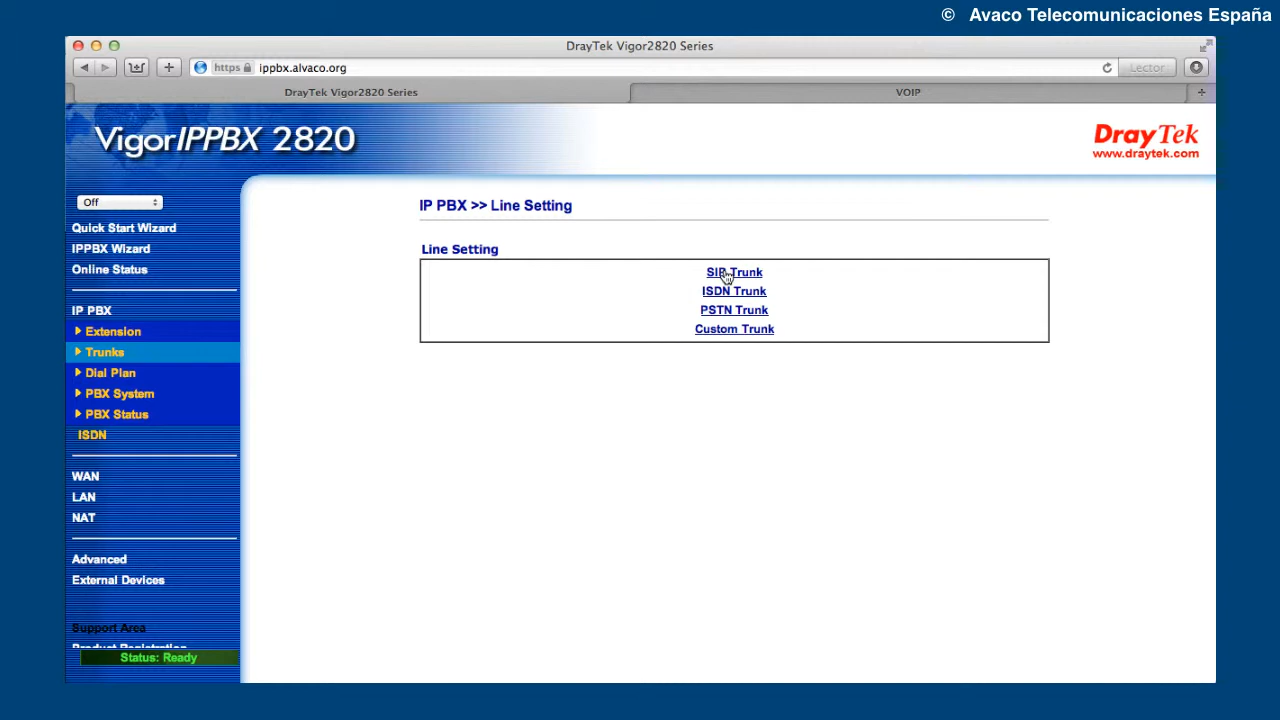 © Avaco Telecomunicaciones España
DrayTek Vigor2820 Series
https ippbx.alvaco.org
Lector
DrayTek Vigor2820 Series
VOIP
VigorIPPBX 2820
DrayTek
www.draytek.com
Off
Quick Start Wizard
IPPBX Wizard
Online Status
IP PBX
Extension
Trunks
Dial Plan
PBX System
PBX Status
ISDN
WAN
LAN
NAT
Advanced
External Devices
Support Area
Product Registration
Status: Ready
IP PBX >> Line Setting
Line Setting
SIP Trunk
ISDN Trunk
PSTN Trunk
Custom Trunk